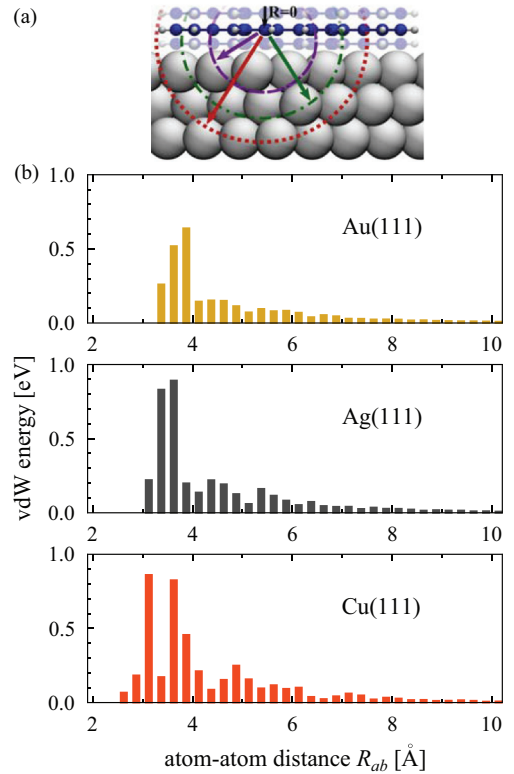 (a)
R=0
(b)
1.0
Au(111)
0.5
0.0
2 4 6 8 10
vdW energy [eV]
1.0
Ag(111)
0.5
0.0
2 4 6 8 10
1.0
Cu(111)
0.5
0.0
2 4 6 8 10
atom-atom distance R_ab [Å]